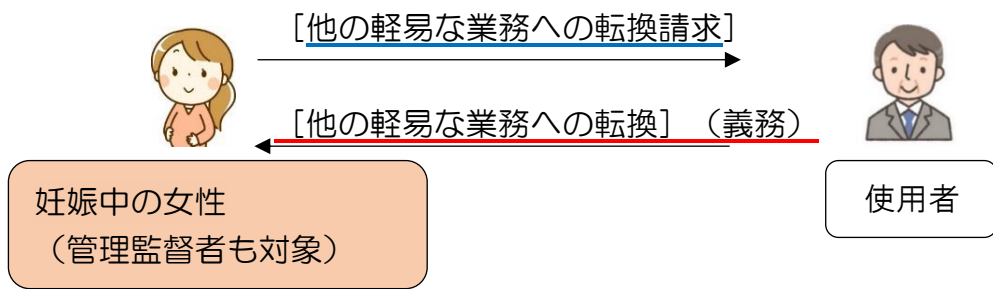 [他の軽易な業務への転換請求]
[他の軽易な業務への転換] （義務）
妊娠中の女性
（管理監督者も対象）
使用者